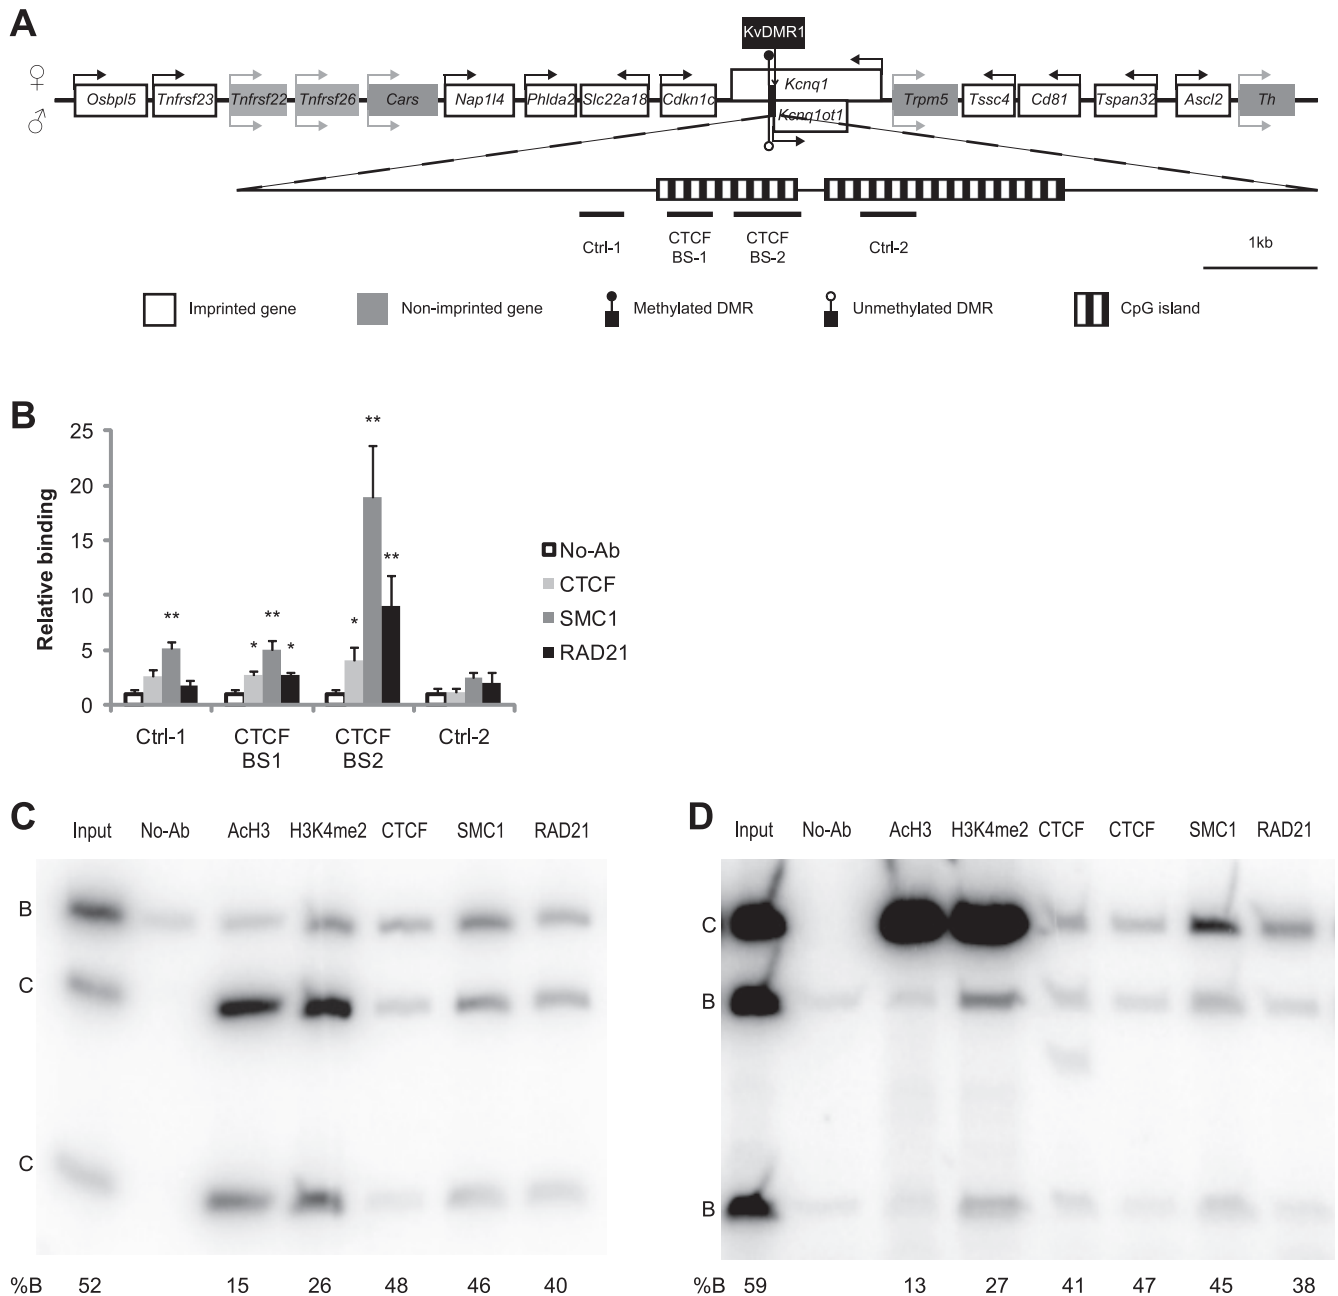 A
KvDMR1
♀
♂
Osbpl5 Tnfrsf23 Tnfrsf22 Tnfrsf26 Cars Nap1l4 Phlda2 Slc22a18 Cdkn1c Kcnq1 Kcnq1ot1 Trpm5 Tssc4 Cd81 Tspan32 Ascl2 Th
Ctrl-1
CTCF
BS-1
CTCF
BS-2
Ctrl-2
1kb
Imprinted gene
Non-imprinted gene
Methylated DMR
Unmethylated DMR
CpG island
B
Relative binding
25
20
15
10
5
0
** * ** * * ** **
Ctrl-1
CTCF
BS1
CTCF
BS2
Ctrl-2
No-Ab
CTCF
SMC1
RAD21
C
Input No-Ab AcH3 H3K4me2 CTCF SMC1 RAD21
B
C
C
%B 52 15 26 48 46 40
D
Input No-Ab AcH3 H3K4me2 CTCF CTCF SMC1 RAD21
C
B
B
%B 59 13 27 41 47 45 38